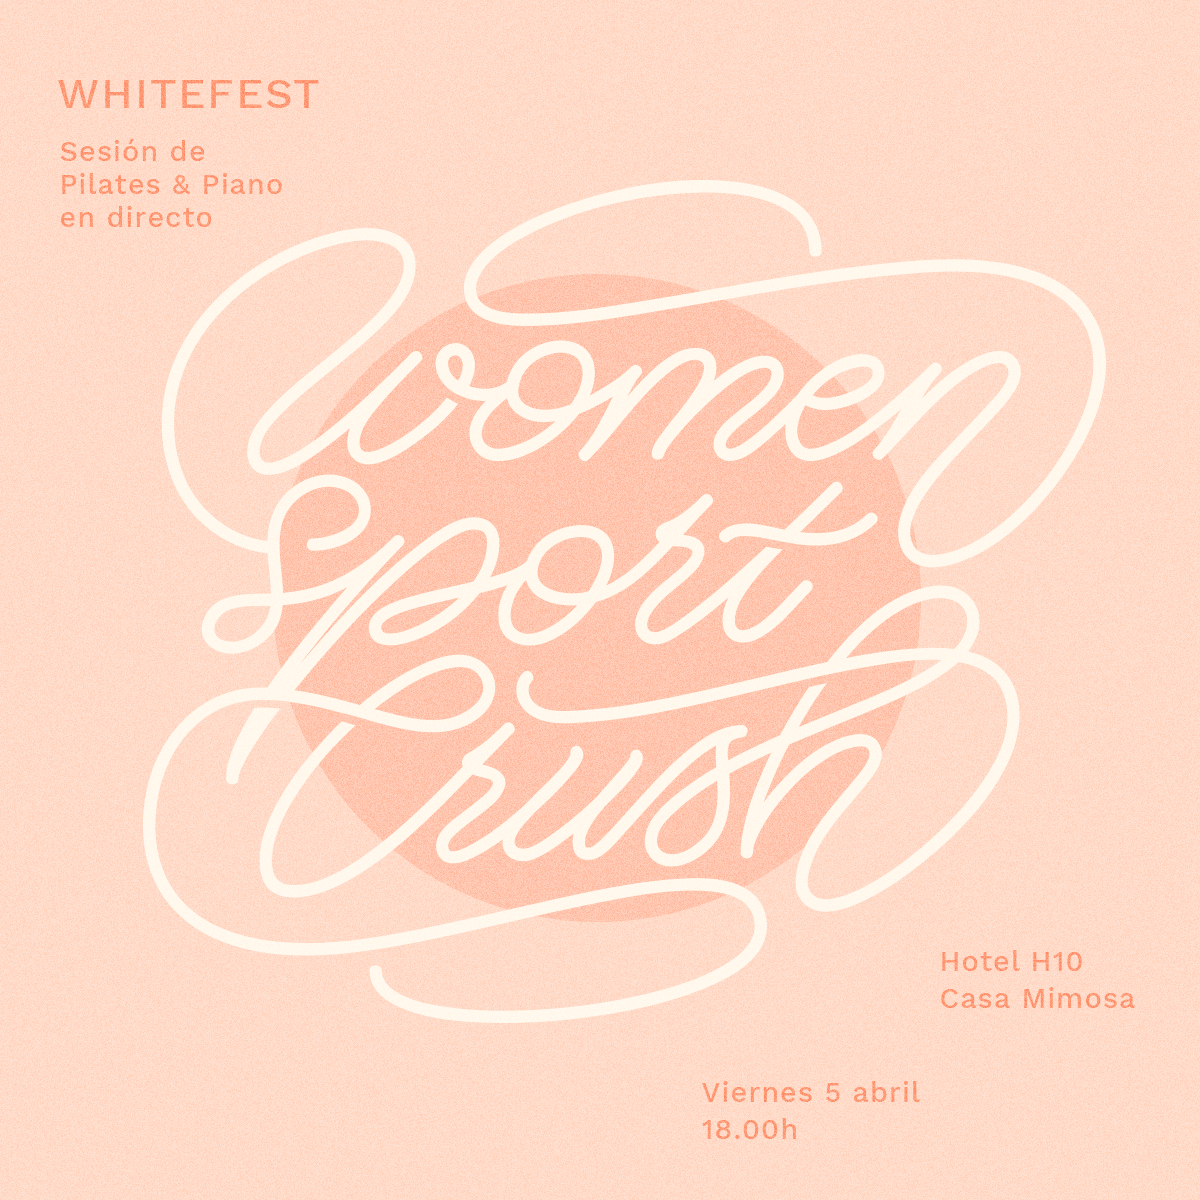 WHITEFEST
Sesión de
Pilates & Piano
en directo
Women
Sport
Crush
Hotel H10
Casa Mimosa
Viernes 5 abril
18.00h